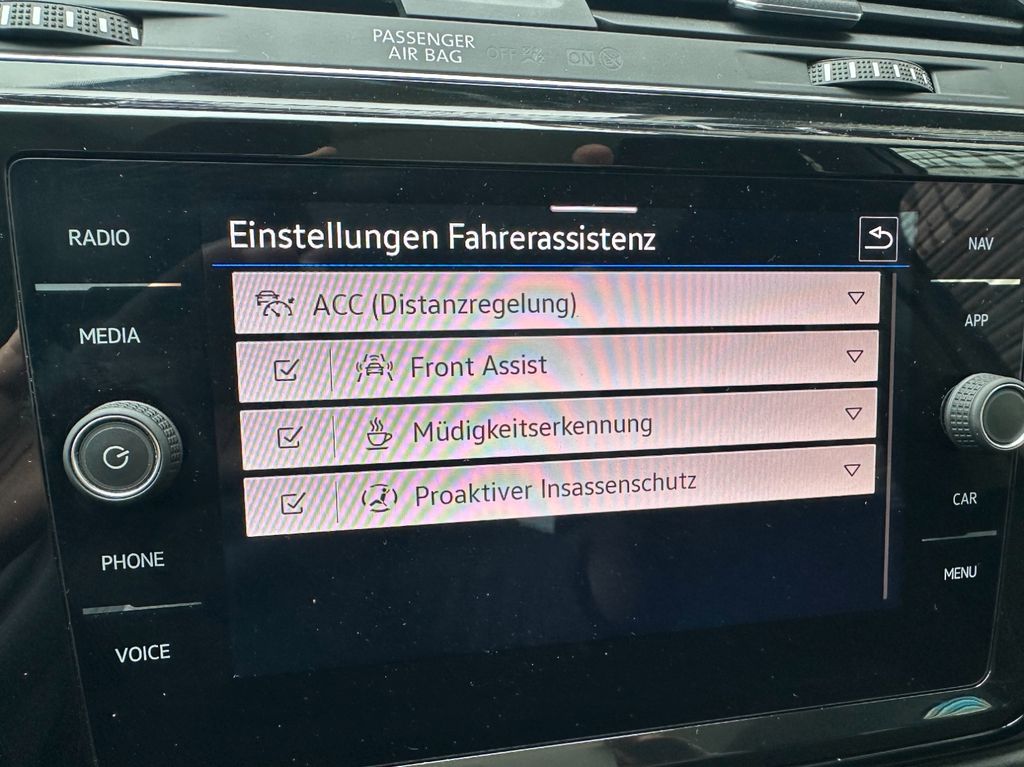 PASSENGER
AIR BAG
OFF
ON
RADIO
MEDIA
PHONE
VOICE
Einstellungen Fahrerassistenz
ACC (Distanzregelung)
Front Assist
Müdigkeitserkennung
Proaktiver Insassenschutz
NAV
APP
CAR
MENU